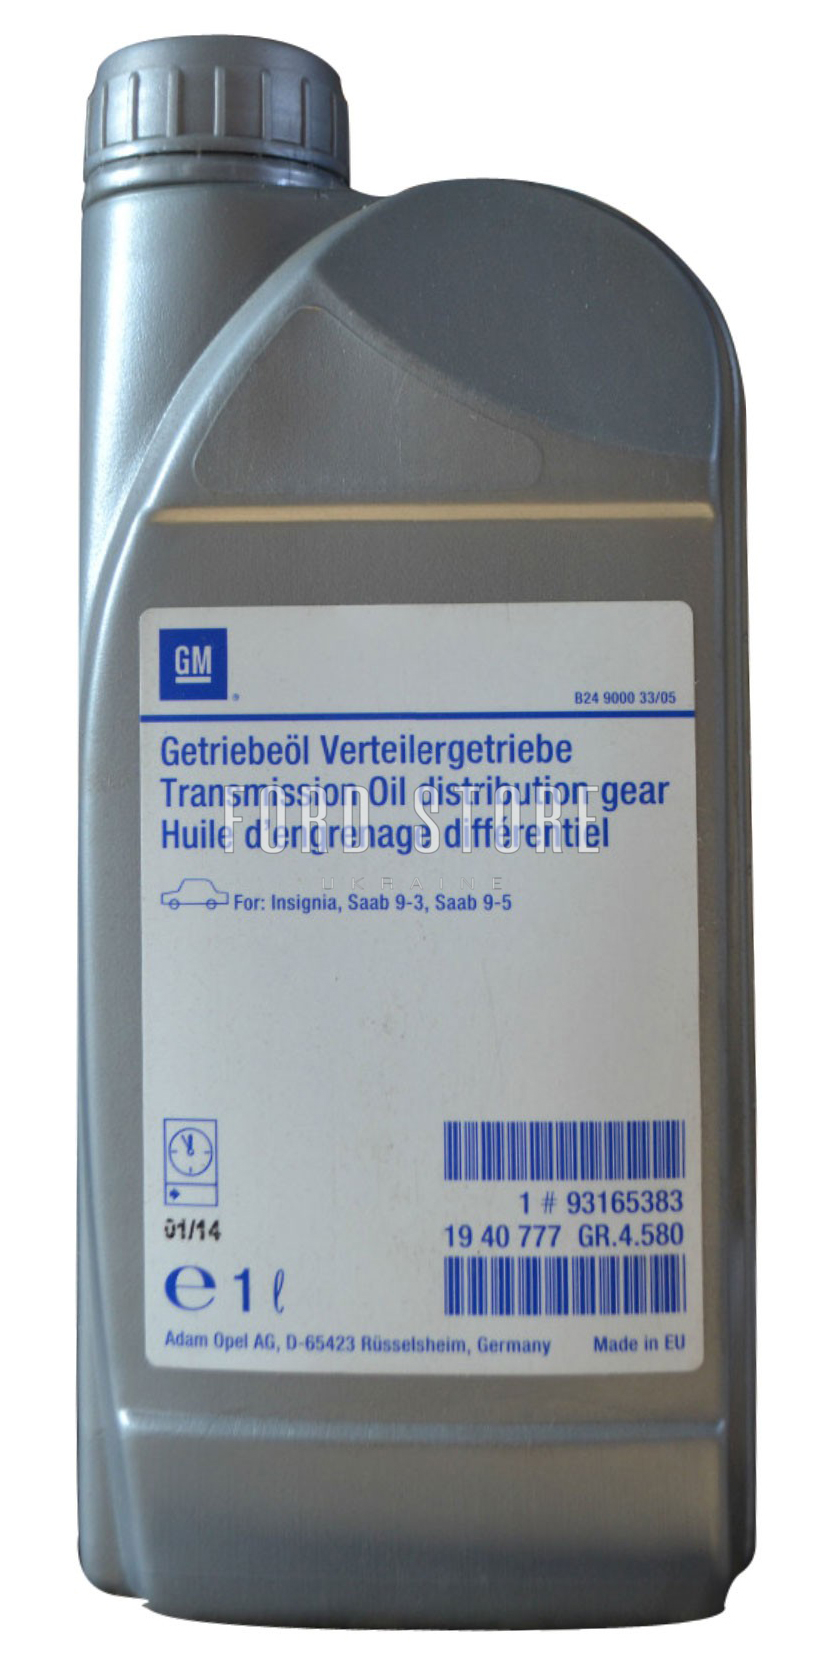 GM
B24 9000 33/05
Getriebeöl Verteilergetriebe
Transmission Oil distribution gear
Huile d'engrenage différentiel
FORD STORE
UKRAINE
For: Insignia, Saab 9-3, Saab 9-5
1 # 93165383
01/14
19 40 777 GR.4.580
e 1 ℓ
Adam Opel AG, D-65423 Rüsselsheim, Germany Made in EU